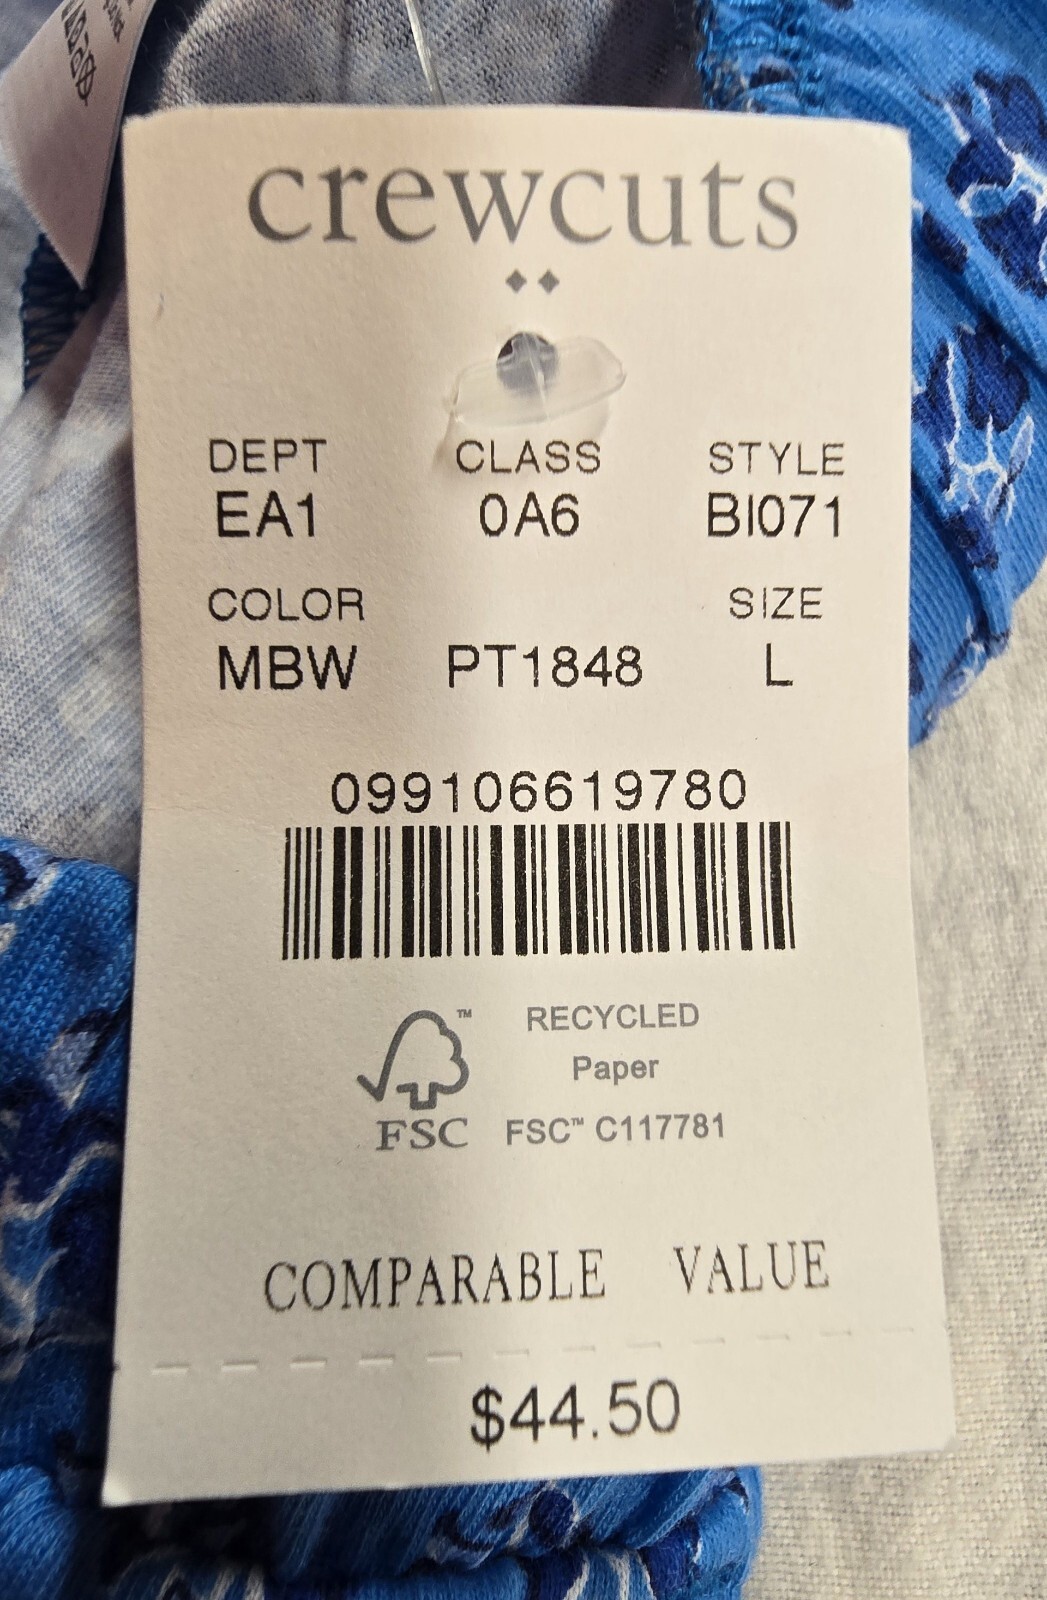 crewcuts
DEPT CLASS STYLE
EA1 0A6 BI071
COLOR SIZE
MBW PT1848 L
099106619780
™ RECYCLED
Paper
FSC FSC™ C117781
COMPARABLE VALUE
$44.50